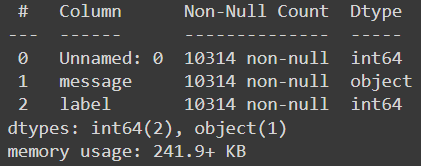 #   Column      Non-Null Count  Dtype
---  ------      --------------  -----
 0   Unnamed: 0  10314 non-null  int64
 1   message     10314 non-null  object
 2   label       10314 non-null  int64
dtypes: int64(2), object(1)
memory usage: 241.9+ KB